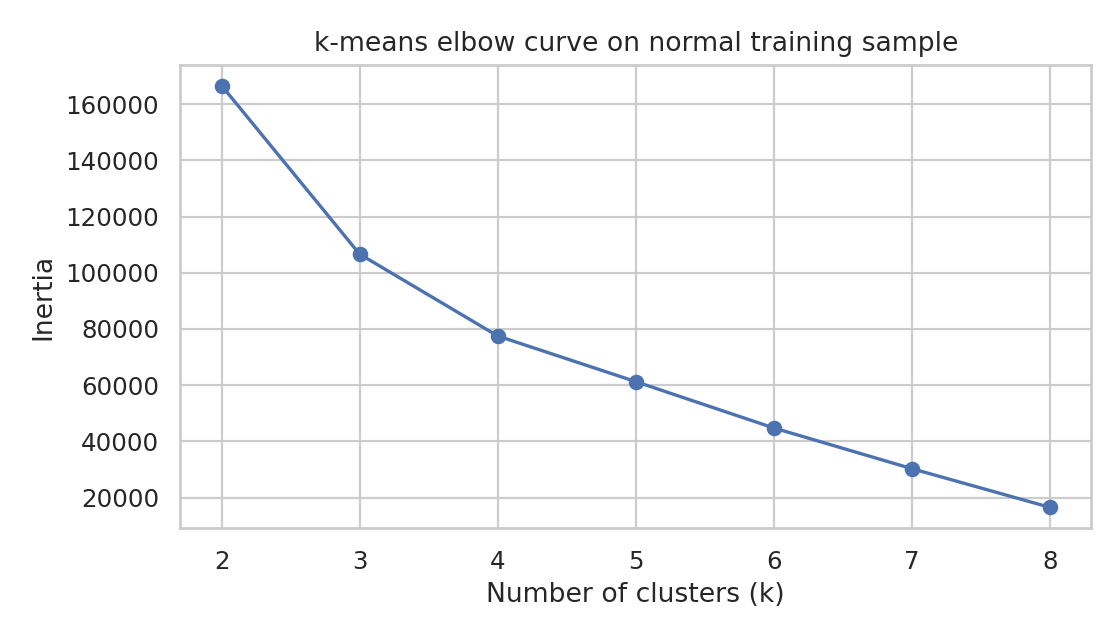 k-means elbow curve on normal training sample
160000
140000
120000
100000
80000
60000
40000
20000
Inertia
2 3 4 5 6 7 8
Number of clusters (k)